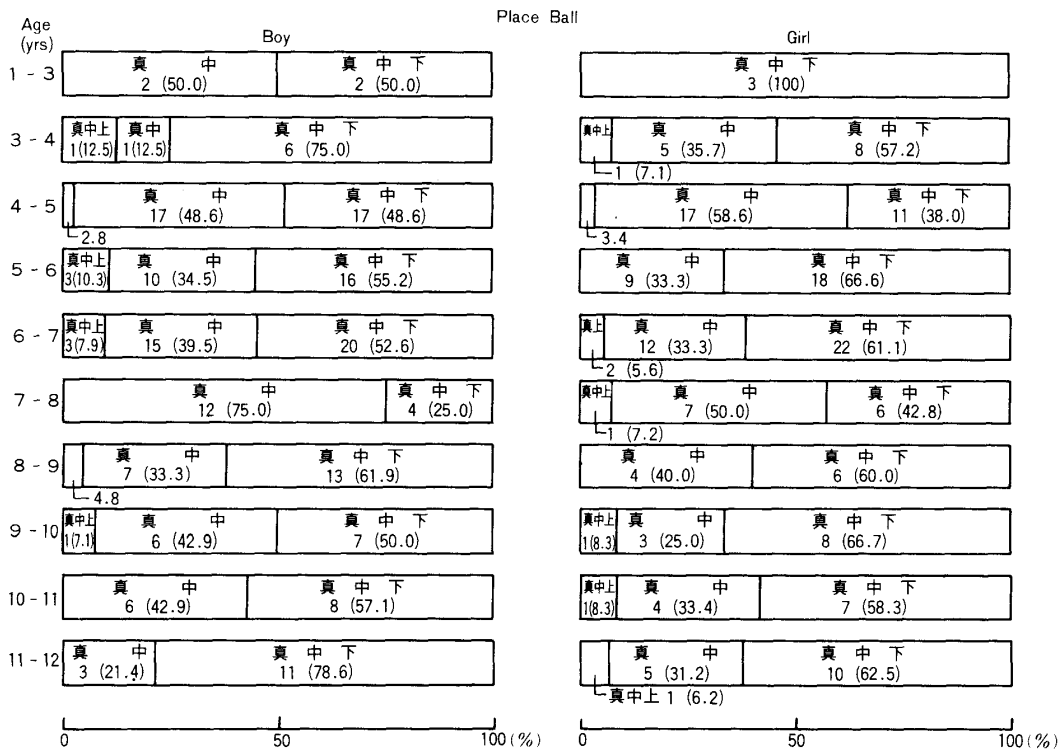 Place Ball
Age
(yrs)
Boy
Girl
1 - 3
真 中
2 (50.0)
真 中 下
2 (50.0)
真 中 下
3 (100)
3 - 4
真中上
1(12.5)
真中
1(12.5)
真 中 下
6 (75.0)
真中上
1 (7.1)
真 中
5 (35.7)
真 中 下
8 (57.2)
4 - 5
2.8
真 中
17 (48.6)
真 中 下
17 (48.6)
3.4
真 中
17 (58.6)
真 中 下
11 (38.0)
5 - 6
真中上
3(10.3)
真 中
10 (34.5)
真 中 下
16 (55.2)
真 中
9 (33.3)
真 中 下
18 (66.6)
6 - 7
真中上
3(7.9)
真 中
15 (39.5)
真 中 下
20 (52.6)
真上
2 (5.6)
真 中
12 (33.3)
真 中 下
22 (61.1)
7 - 8
真 中
12 (75.0)
真 中 下
4 (25.0)
真中上
1 (7.2)
真 中
7 (50.0)
真 中 下
6 (42.8)
8 - 9
4.8
真 中
7 (33.3)
真 中 下
13 (61.9)
真 中
4 (40.0)
真 中 下
6 (60.0)
9 - 10
真中上
1(7.1)
真 中
6 (42.9)
真 中 下
7 (50.0)
真中上
1(8.3)
真 中
3 (25.0)
真 中 下
8 (66.7)
10 - 11
真 中
6 (42.9)
真 中 下
8 (57.1)
真中上
1(8.3)
真 中
4 (33.4)
真 中 下
7 (58.3)
11 - 12
真 中
3 (21.4)
真 中 下
11 (78.6)
真中上 1 (6.2)
真 中
5 (31.2)
真 中 下
10 (62.5)
0 50 100 (%)
0 50 100 (%)